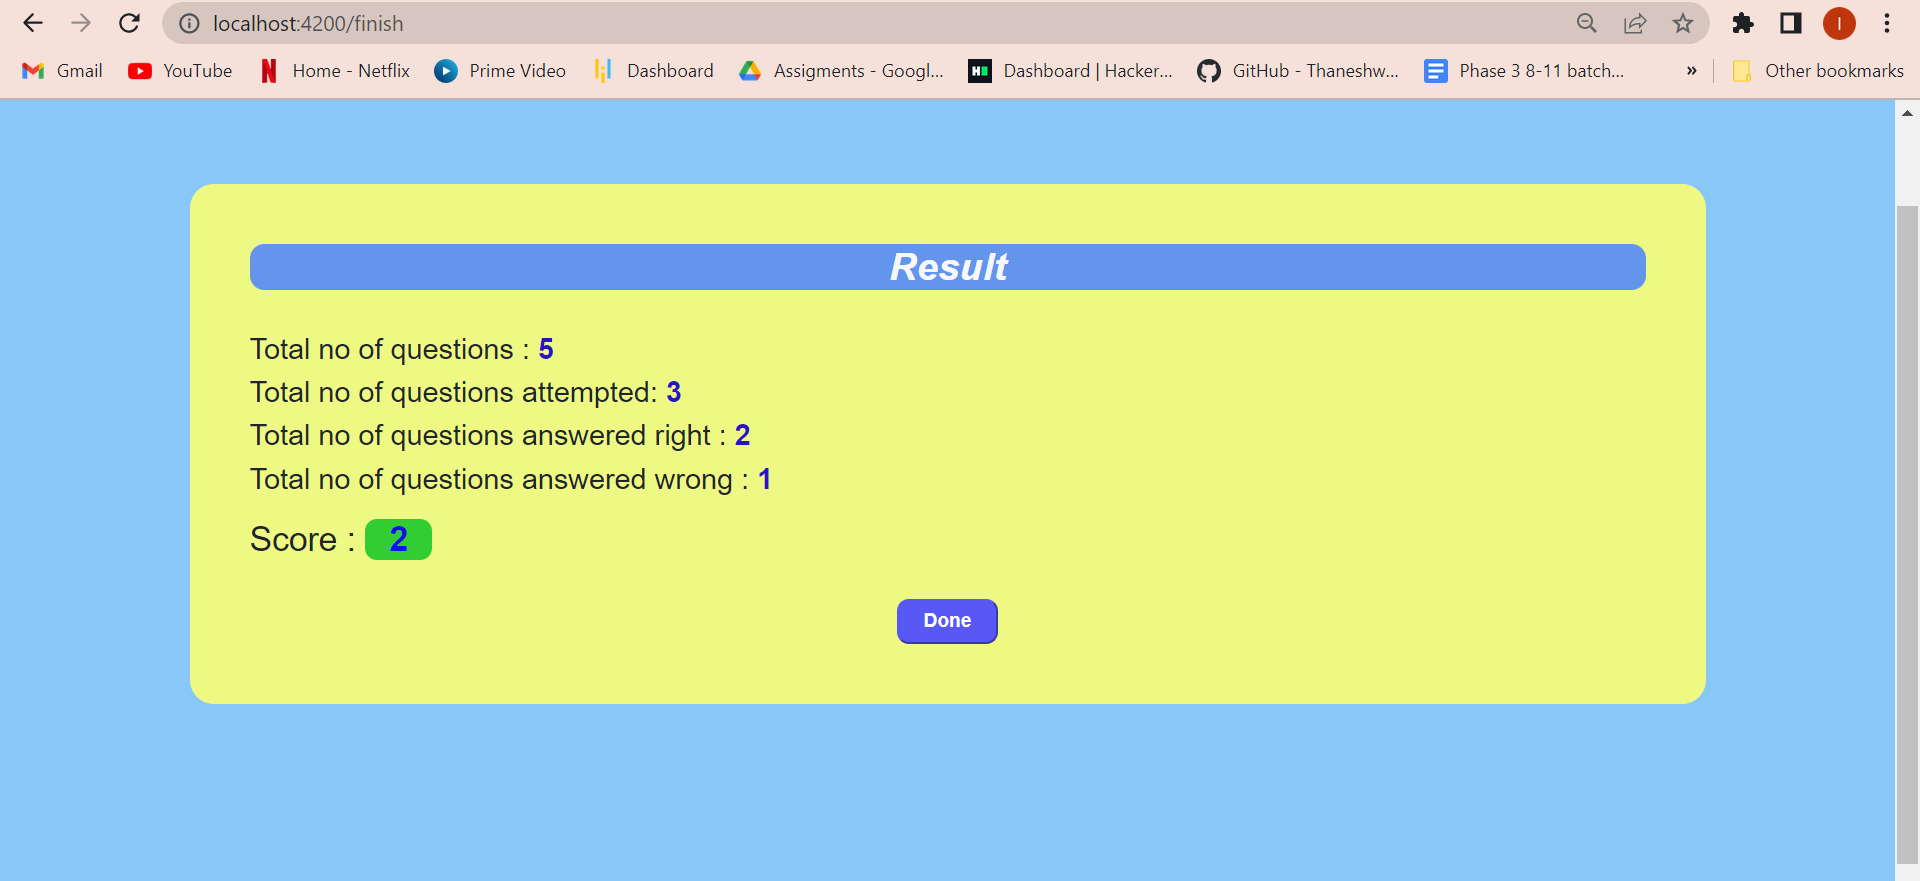 localhost:4200/finish
I
Gmail YouTube Home - Netflix Prime Video Dashboard Assigments - Googl... Dashboard | Hacker... GitHub - Thaneshw... Phase 3 8-11 batch... » Other bookmarks
Result
Total no of questions : 5
Total no of questions attempted: 3
Total no of questions answered right : 2
Total no of questions answered wrong : 1
Score : 2
Done